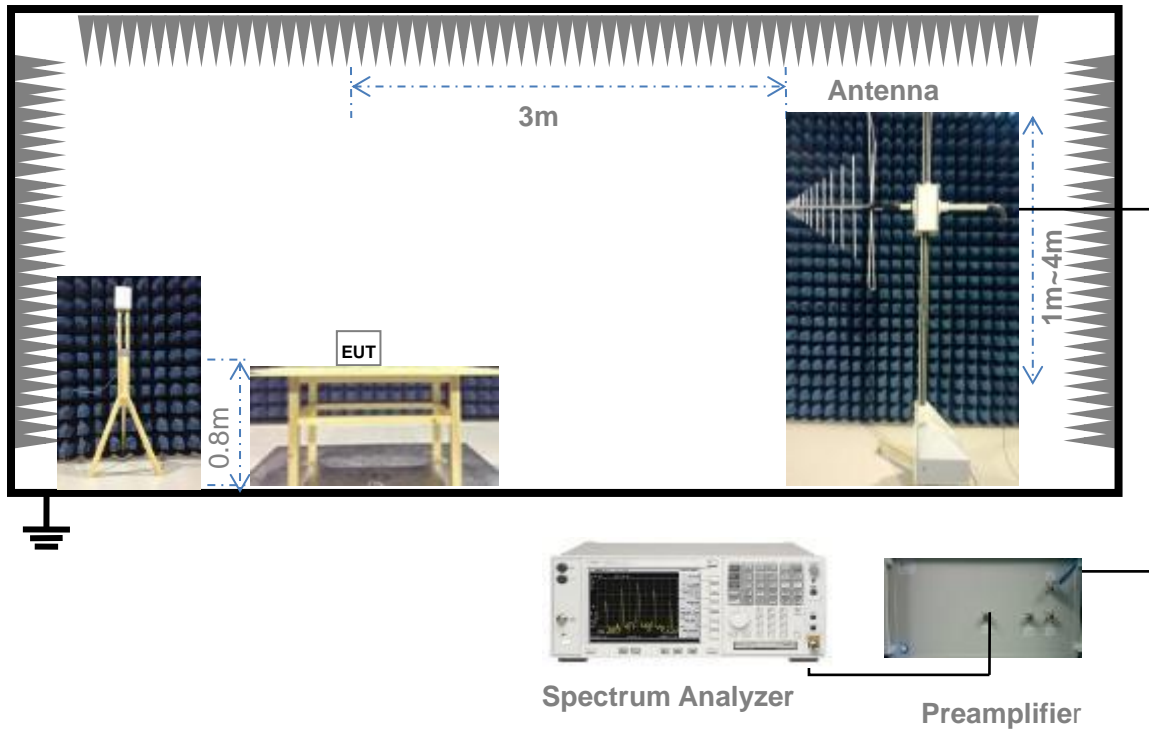 Antenna
3m
1m~4m
EUT
0.8m
Spectrum Analyzer
Preamplifier